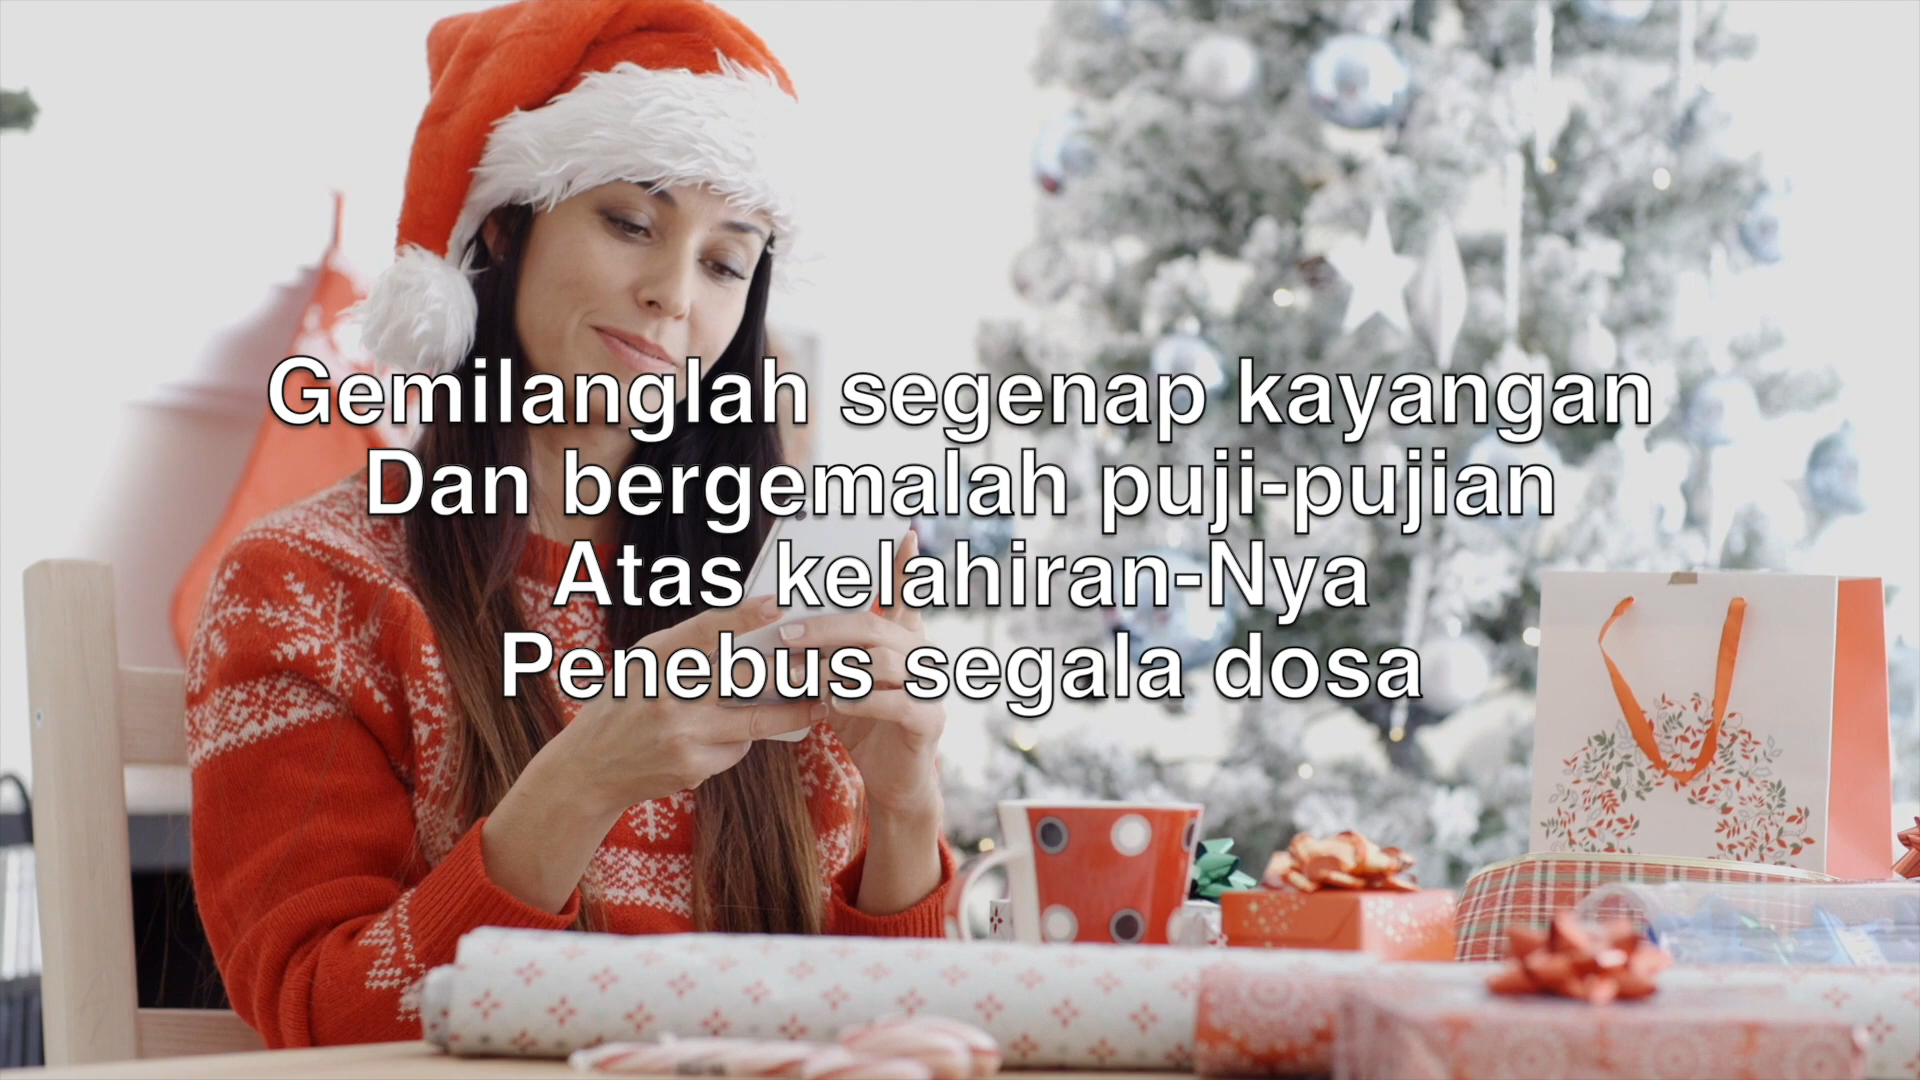 Gemilanglah segenap kayangan
Dan bergemalah puji-pujian
Atas kelahiran-Nya
Penebus segala dosa